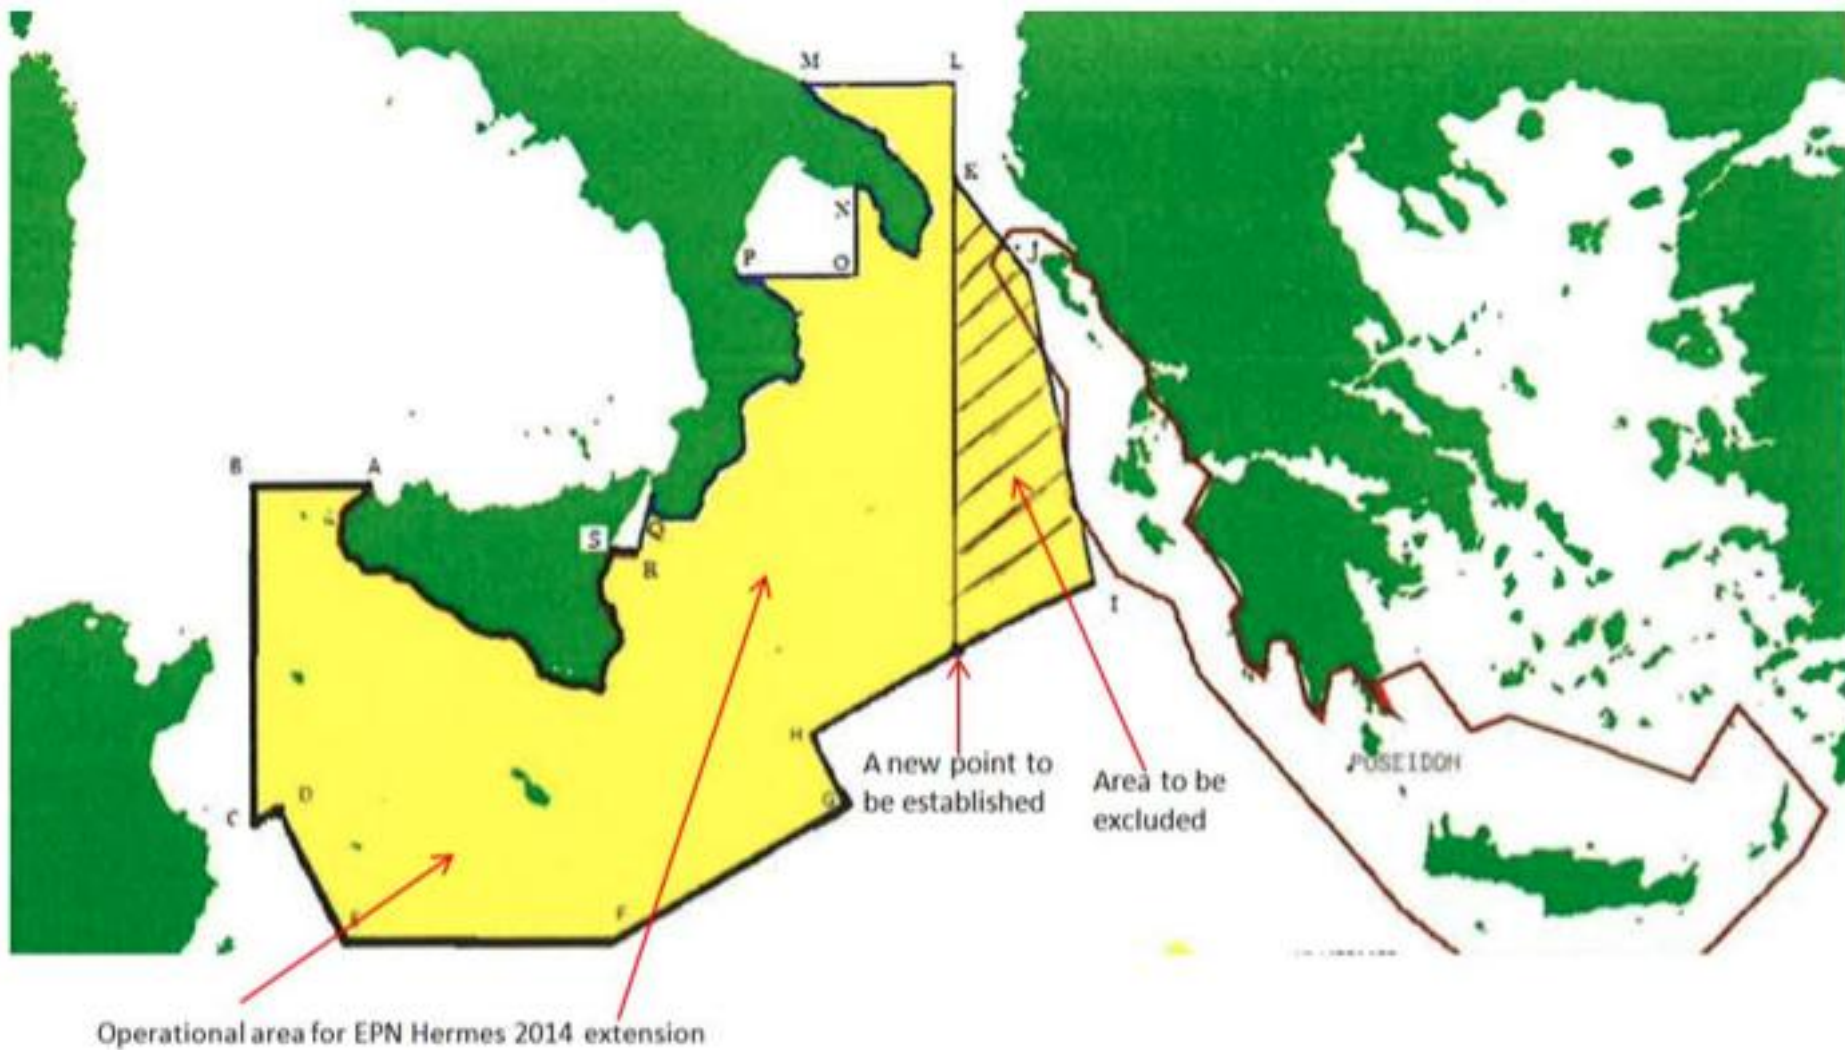 M
L
K
N
J
P
O
B
A
S
Q
R
I
H
POSEIDON
A new point to
be established
Area to be
excluded
D
G
C
E
F
Operational area for EPN Hermes 2014 extension